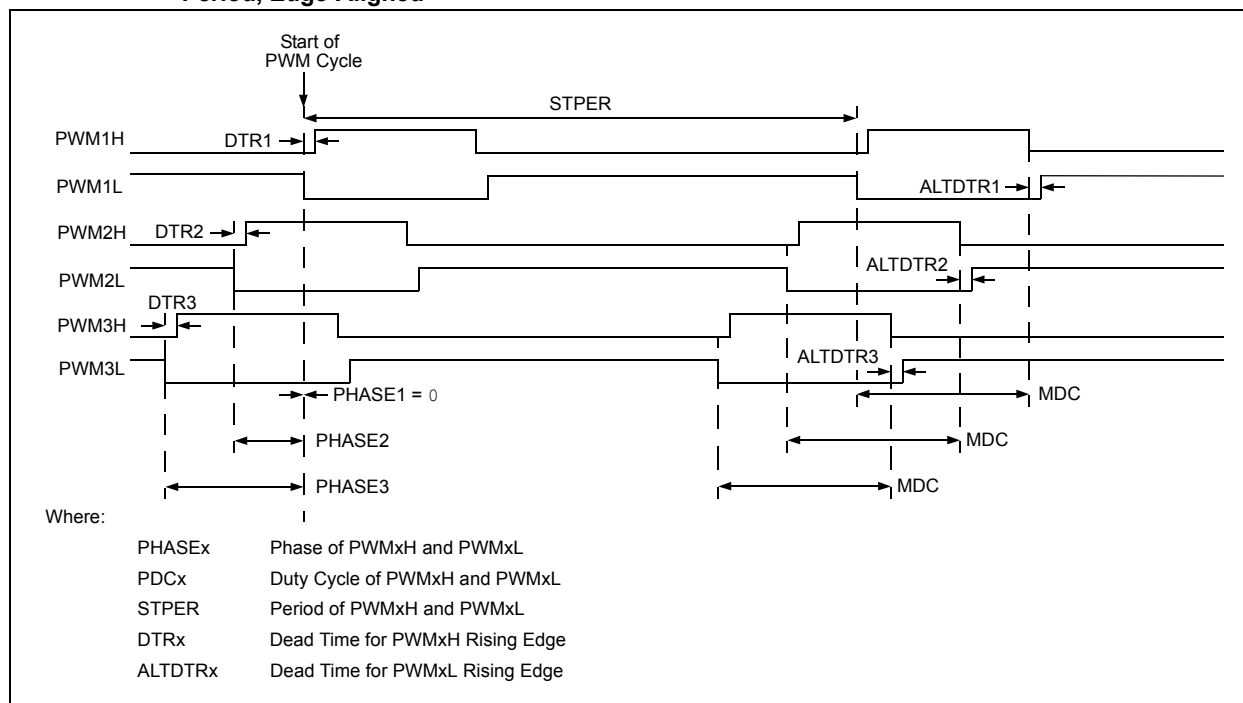 Period, Edge Aligned
Start of
PWM Cycle
STPER
PWM1H
DTR1
PWM1L
ALTDTR1
PWM2H
DTR2
PWM2L
ALTDTR2
DTR3
PWM3H
PWM3L
ALTDTR3
PHASE1 = 0
MDC
PHASE2
MDC
PHASE3
MDC
Where:
PHASEx Phase of PWMxH and PWMxL
PDCx Duty Cycle of PWMxH and PWMxL
STPER Period of PWMxH and PWMxL
DTRx Dead Time for PWMxH Rising Edge
ALTDTRx Dead Time for PWMxL Rising Edge